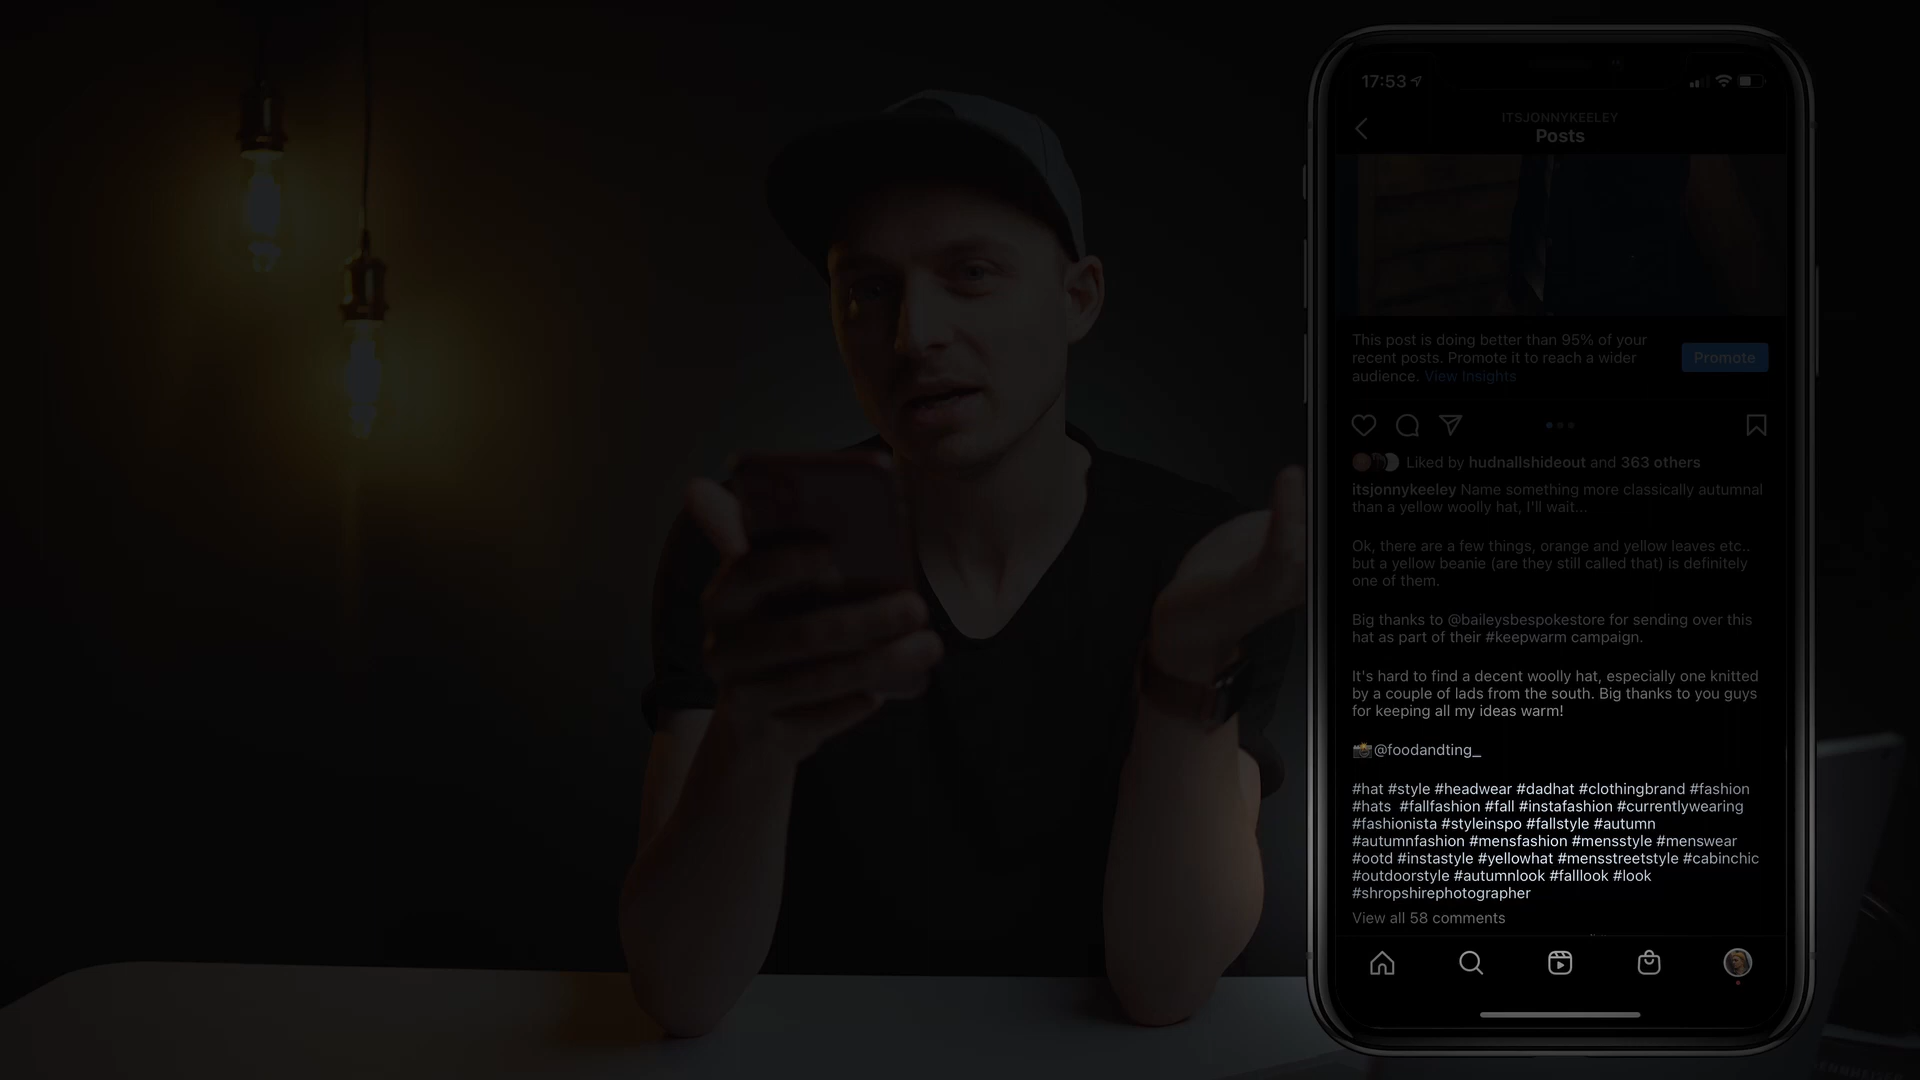 17:53
ITSJONNYKEELEY
Posts
This post is doing better than 95% of your
recent posts. Promote it to reach a wider
audience. View Insights
Promote
Liked by hudnallshideout and 363 others
itsjonnykeeley Name something more classically autumnal
than a yellow woolly hat, I'll wait...
Ok, there are a few things, orange and yellow leaves etc..
but a yellow beanie (are they still called that) is definitely
one of them.
Big thanks to @baileysbespokestore for sending over this
hat as part of their #keepwarm campaign.
It's hard to find a decent woolly hat, especially one knitted
by a couple of lads from the south. Big thanks to you guys
for keeping all my ideas warm!
📸@foodandting_
#hat #style #headwear #dadhat #clothingbrand #fashion
#hats #fallfashion #fall #instafashion #currentlywearing
#fashionista #styleinspo #fallstyle #autumn
#autumnfashion #mensfashion #mensstyle #menswear
#ootd #instastyle #yellowhat #mensstreetstyle #cabinchic
#outdoorstyle #autumnlook #falllook #look
#shropshirephotographer
View all 58 comments